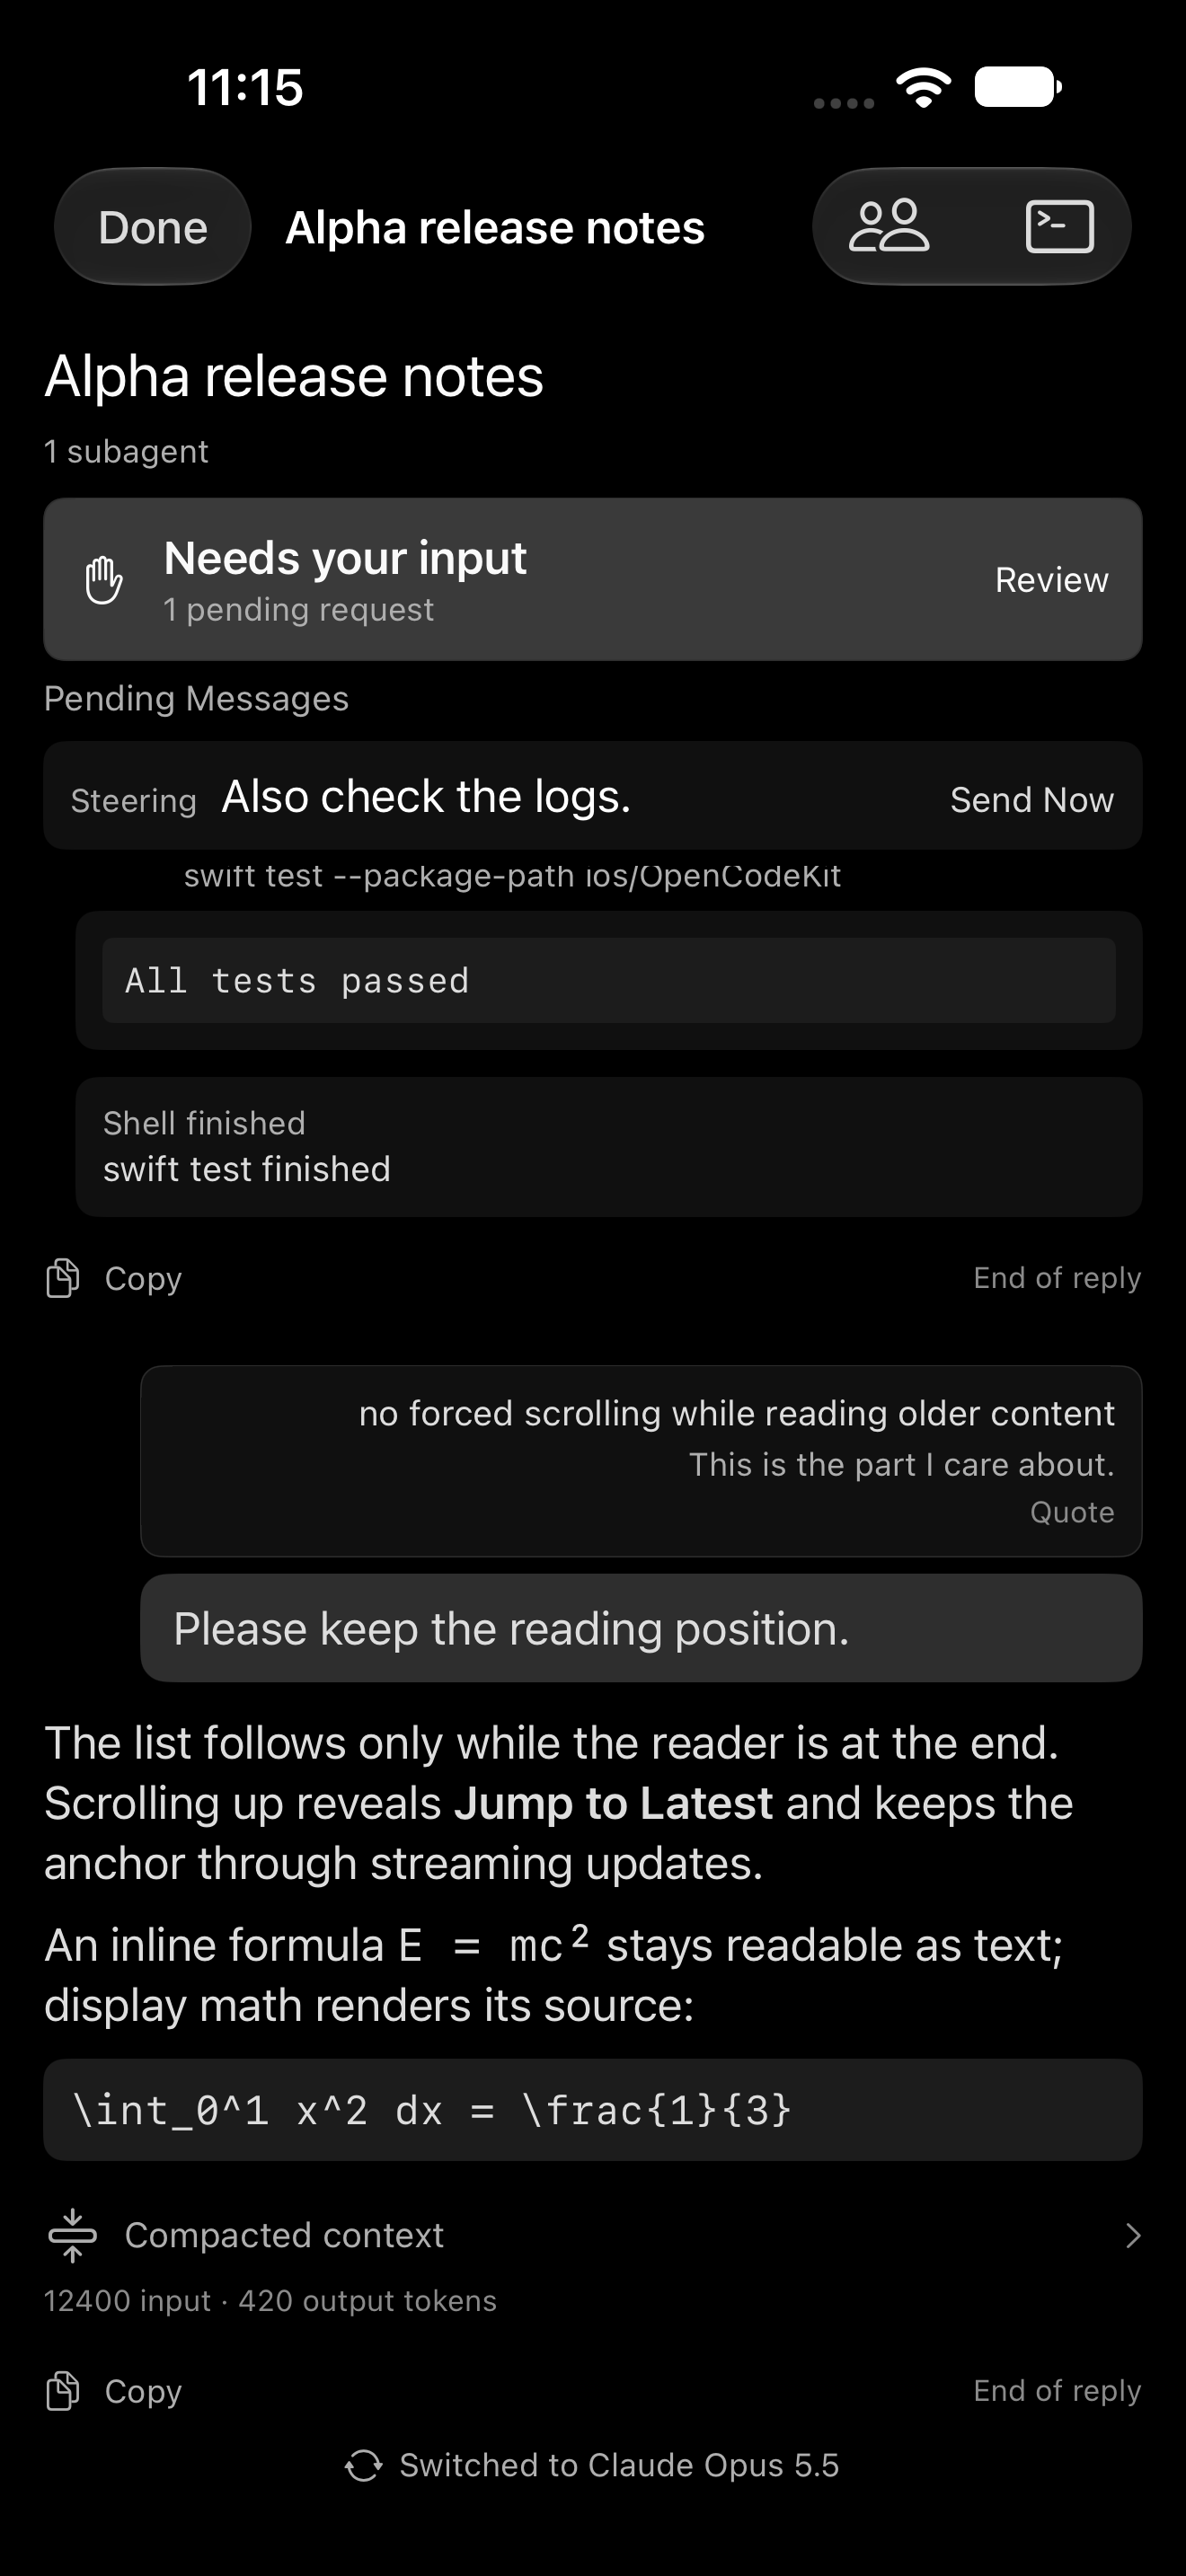 11:15
Done
Alpha release notes
Alpha release notes
1 subagent
Needs your input
1 pending request
Review
Pending Messages
Steering Also check the logs.
Send Now
swift test --package-path ios/OpenCodeKit
All tests passed
Shell finished
swift test finished
Copy
End of reply
no forced scrolling while reading older content
This is the part I care about.
Quote
Please keep the reading position.
The list follows only while the reader is at the end.
Scrolling up reveals Jump to Latest and keeps the
anchor through streaming updates.
An inline formula E = mc² stays readable as text;
display math renders its source:
\int_0^1 x^2 dx = \frac{1}{3}
Compacted context
12400 input · 420 output tokens
Copy
End of reply
Switched to Claude Opus 5.5